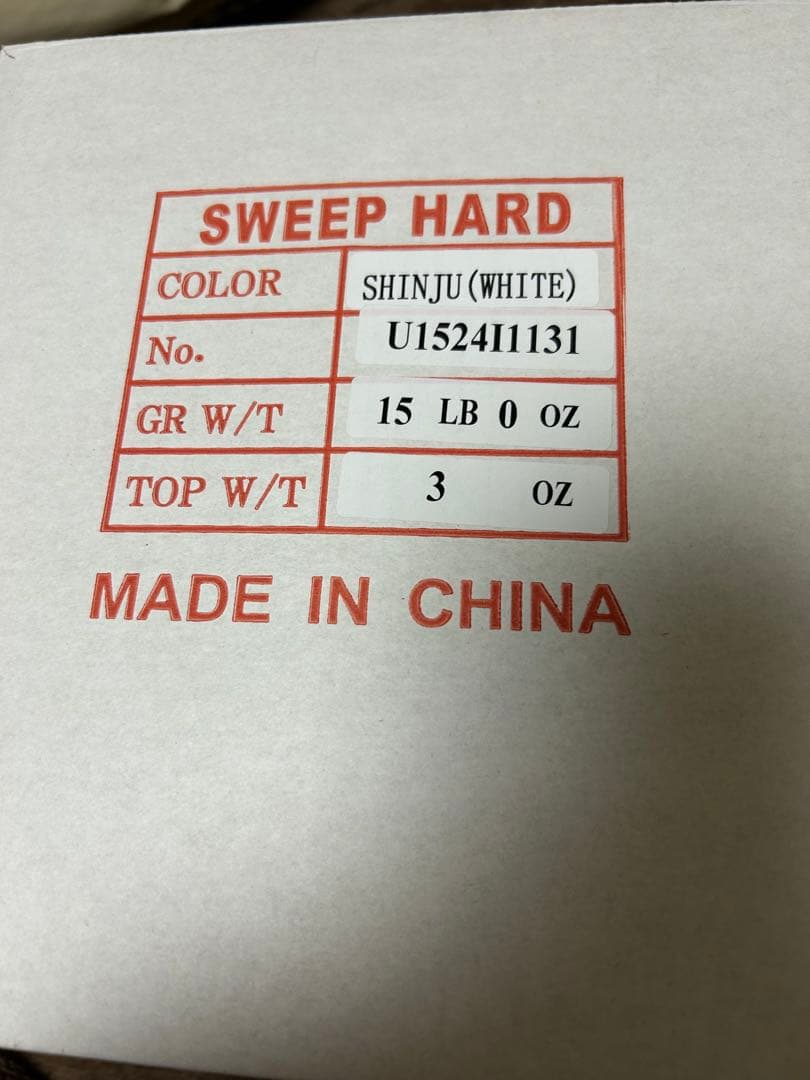 SWEEP HARD
COLOR SHINJU(WHITE)
No. U1524I1131
GR W/T 15 LB 0 OZ
TOP W/T 3 OZ
MADE IN CHINA